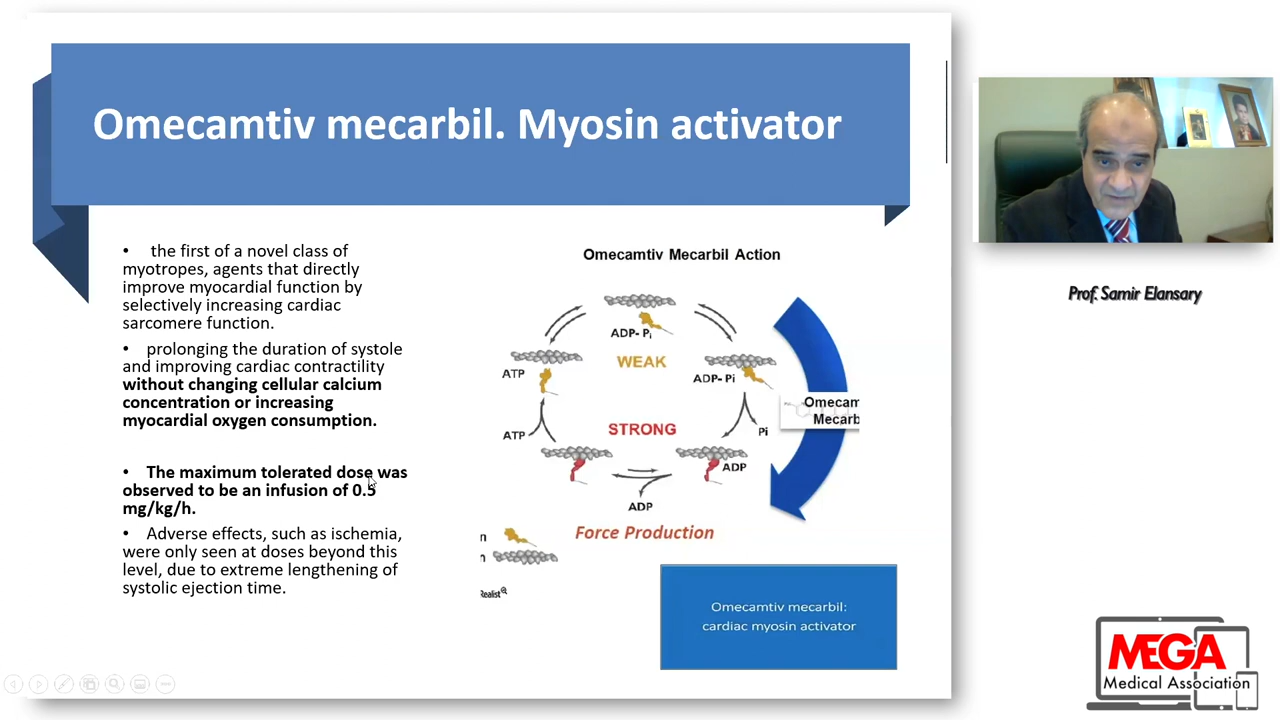 Omecamtiv mecarbil. Myosin activator
• the first of a novel class of
myotropes, agents that directly
improve myocardial function by
selectively increasing cardiac
sarcomere function.
• prolonging the duration of systole
and improving cardiac contractility
without changing cellular calcium
concentration or increasing
myocardial oxygen consumption.
• The maximum tolerated dose was
observed to be an infusion of 0.5
mg/kg/h.
• Adverse effects, such as ischemia,
were only seen at doses beyond this
level, due to extreme lengthening of
systolic ejection time.
Omecamtiv Mecarbil Action
ADP- Pi
WEAK
ATP
ADP- Pi
Omecam
Mecarb
STRONG
ATP
Pi
ADP
ADP
Force Production
n
n
Realist
Omecamtiv mecarbil:
cardiac myosin activator
Prof. Samir Elansary
MEGA
Medical Association